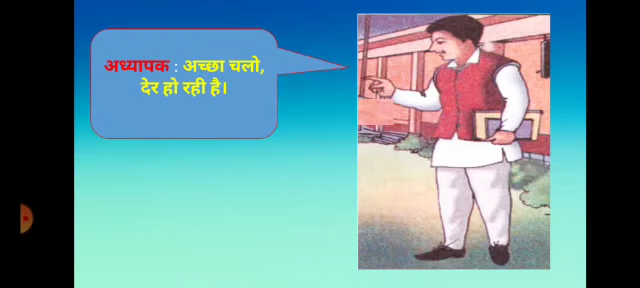 अध्यापक : अच्छा चलो,
देर हो रही है।